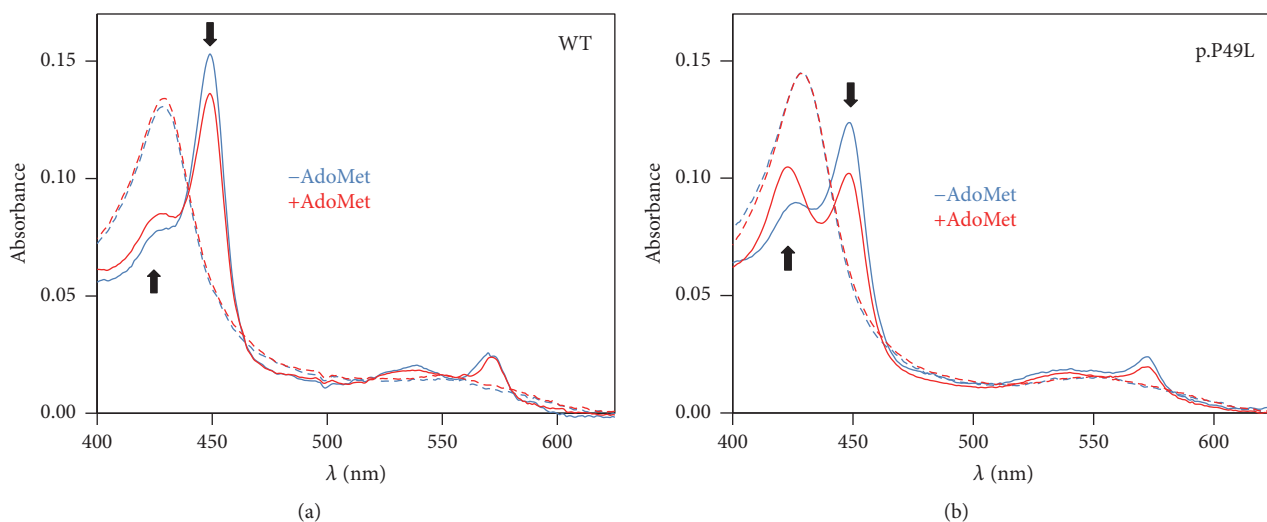 WT
0.15
0.10
0.05
0.00
Absorbance
−AdoMet
+AdoMet
400 450 500 550 600
λ (nm)
(a)
p.P49L
0.15
0.10
0.05
0.00
Absorbance
−AdoMet
+AdoMet
400 450 500 550 600
λ (nm)
(b)